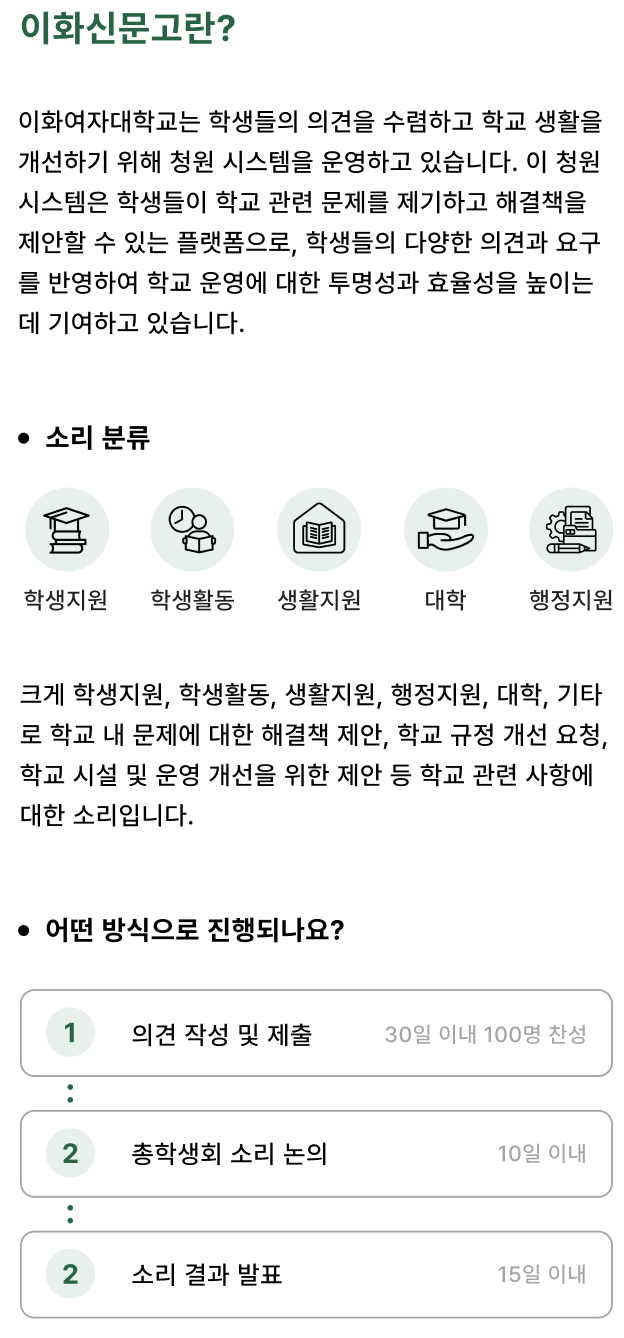 이화신문고란?
이화여자대학교는 학생들의 의견을 수렴하고 학교 생활을
개선하기 위해 청원 시스템을 운영하고 있습니다. 이 청원
시스템은 학생들이 학교 관련 문제를 제기하고 해결책을
제안할 수 있는 플랫폼으로, 학생들의 다양한 의견과 요구
를 반영하여 학교 운영에 대한 투명성과 효율성을 높이는
데 기여하고 있습니다.
• 소리 분류
학생지원 학생활동 생활지원 대학 행정지원
크게 학생지원, 학생활동, 생활지원, 행정지원, 대학, 기타
로 학교 내 문제에 대한 해결책 제안, 학교 규정 개선 요청,
학교 시설 및 운영 개선을 위한 제안 등 학교 관련 사항에
대한 소리입니다.
• 어떤 방식으로 진행되나요?
1 의견 작성 및 제출 30일 이내 100명 찬성
2 총학생회 소리 논의 10일 이내
2 소리 결과 발표 15일 이내